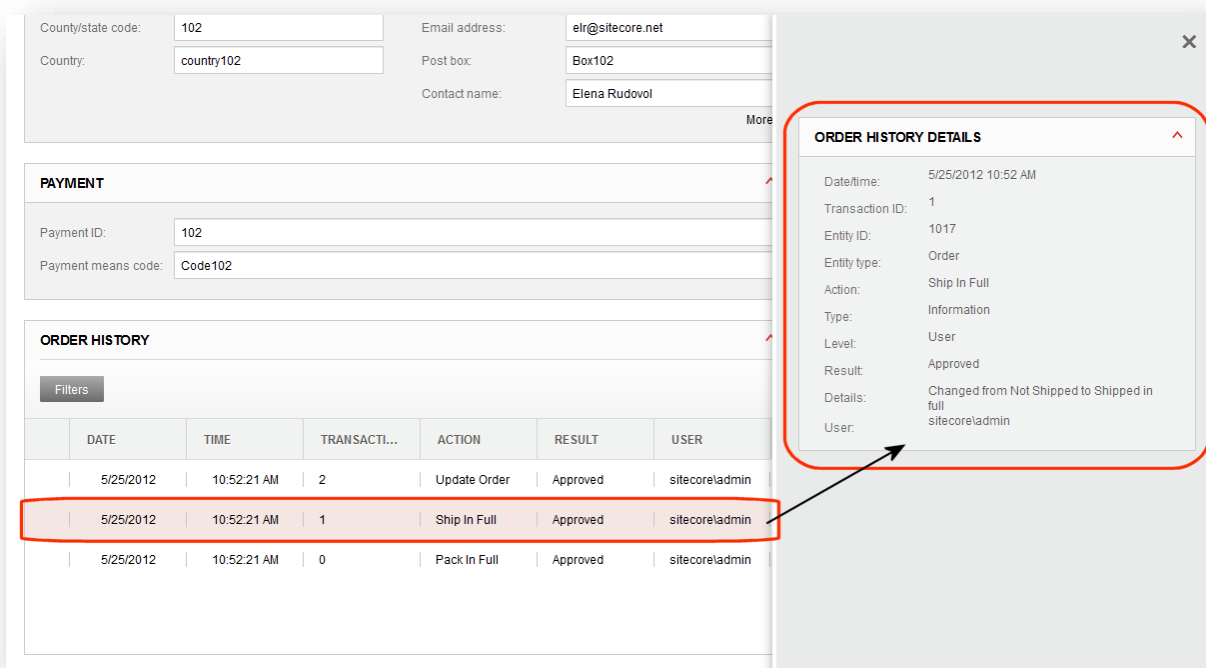 County/state code: 102 Email address: elr@sitecore.net
Country: country102 Post box: Box102
Contact name: Elena Rudovol
More
PAYMENT
Payment ID: 102
Payment means code: Code102
ORDER HISTORY
Filters
DATE TIME TRANSACTI... ACTION RESULT USER
5/25/2012 10:52:21 AM 2 Update Order Approved sitecore\admin
5/25/2012 10:52:21 AM 1 Ship In Full Approved sitecore\admin
5/25/2012 10:52:21 AM 0 Pack In Full Approved sitecore\admin
ORDER HISTORY DETAILS
Date/time: 5/25/2012 10:52 AM
Transaction ID: 1
Entity ID: 1017
Entity type: Order
Action: Ship In Full
Type: Information
Level: User
Result: Approved
Details: Changed from Not Shipped to Shipped in
full
User: sitecore\admin